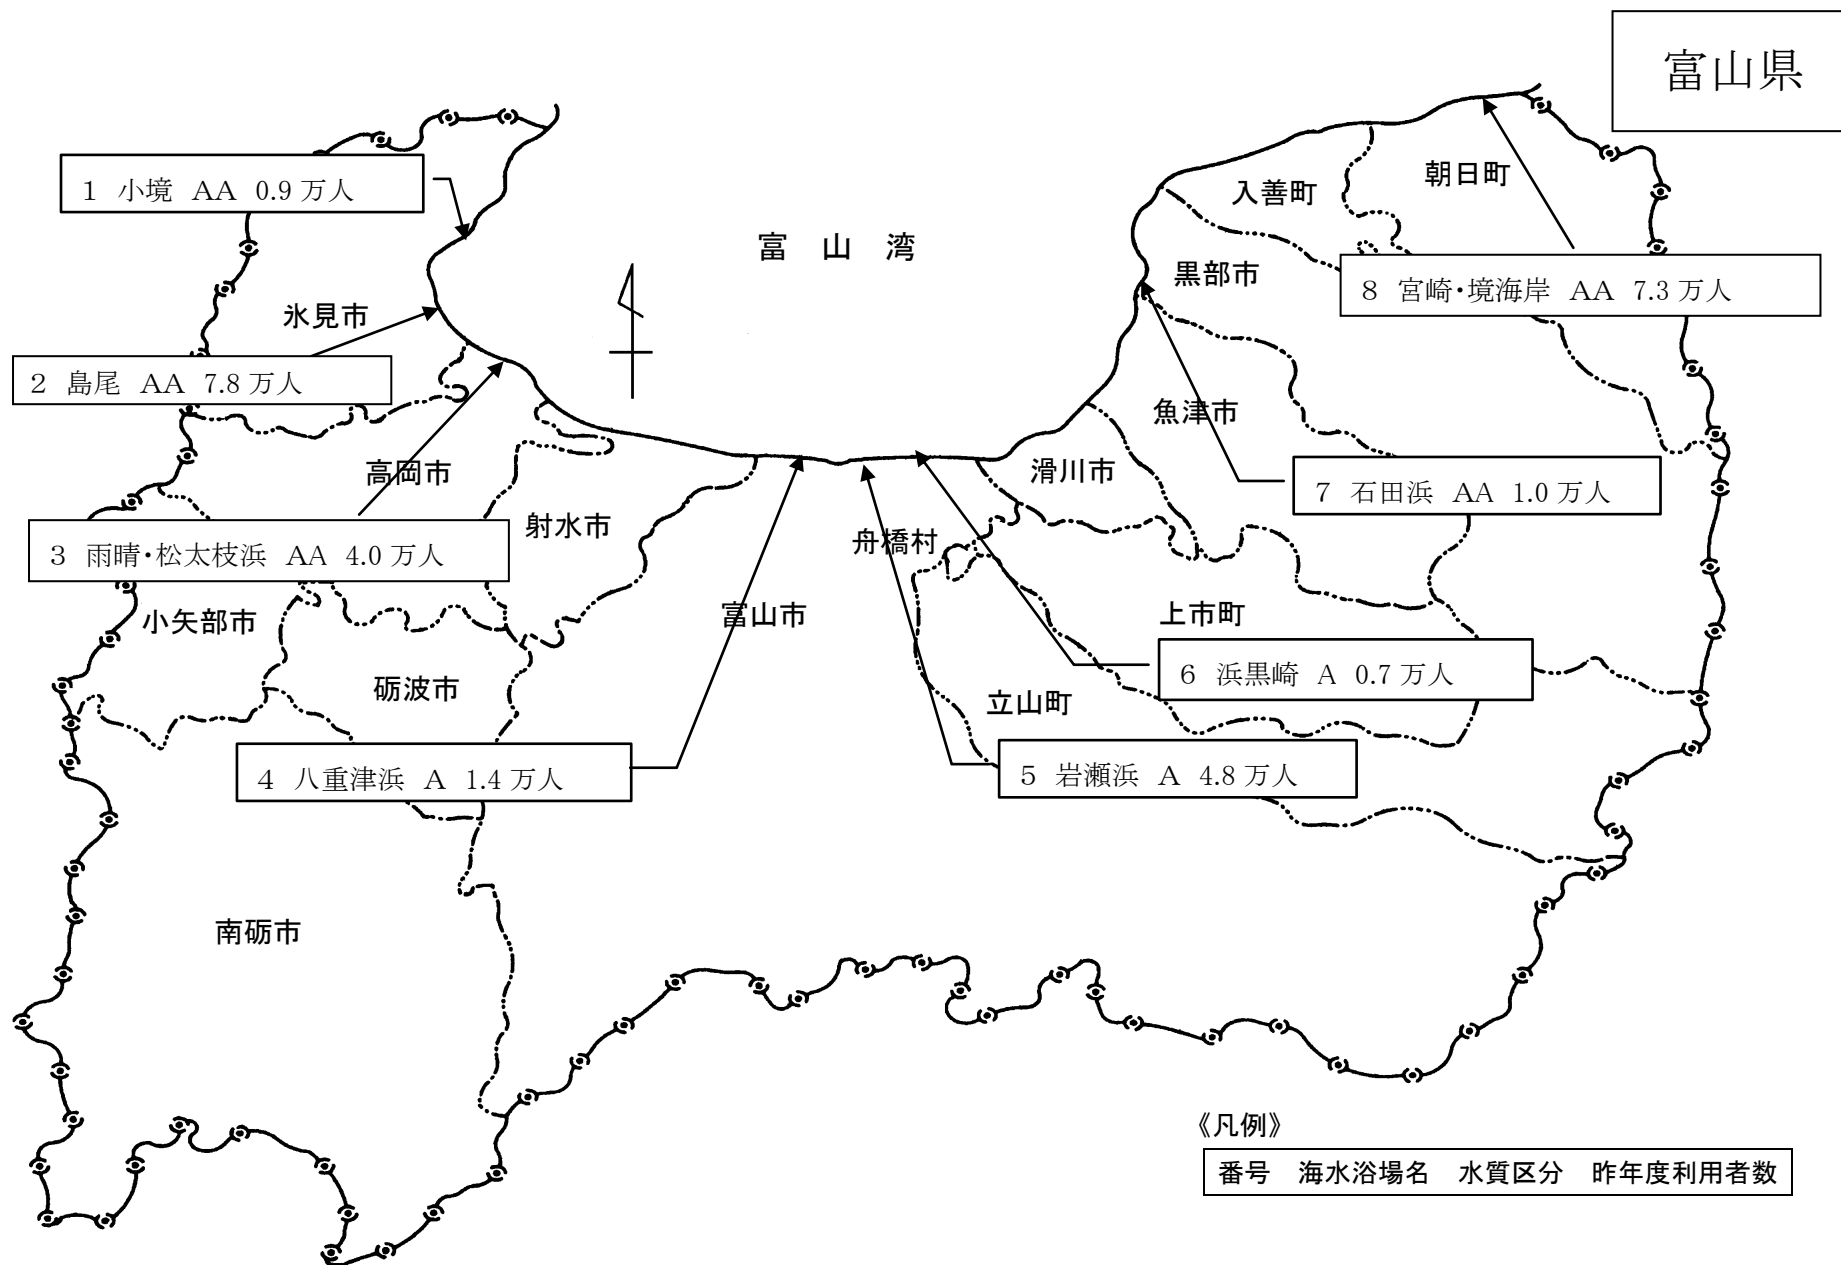 富山県
1 小境 AA 0.9 万人
富 山 湾
入善町
朝日町
黒部市
8 宮崎・境海岸 AA 7.3 万人
氷見市
2 島尾 AA 7.8 万人
魚津市
高岡市
滑川市
7 石田浜 AA 1.0 万人
射水市
舟橋村
3 雨晴・松太枝浜 AA 4.0 万人
小矢部市
富山市
上市町
砺波市
6 浜黒崎 A 0.7 万人
立山町
4 八重津浜 A 1.4 万人
5 岩瀬浜 A 4.8 万人
南砺市
《凡例》
番号 海水浴場名 水質区分 昨年度利用者数